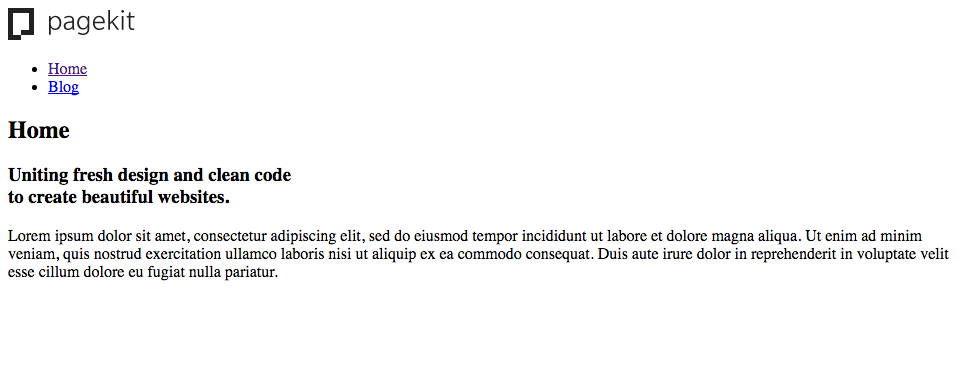 pagekit
Home
Blog
Home
Uniting fresh design and clean code
to create beautiful websites.
Lorem ipsum dolor sit amet, consectetur adipiscing elit, sed do eiusmod tempor incididunt ut labore et dolore magna aliqua. Ut enim ad minim
veniam, quis nostrud exercitation ullamco laboris nisi ut aliquip ex ea commodo consequat. Duis aute irure dolor in reprehenderit in voluptate velit
esse cillum dolore eu fugiat nulla pariatur.